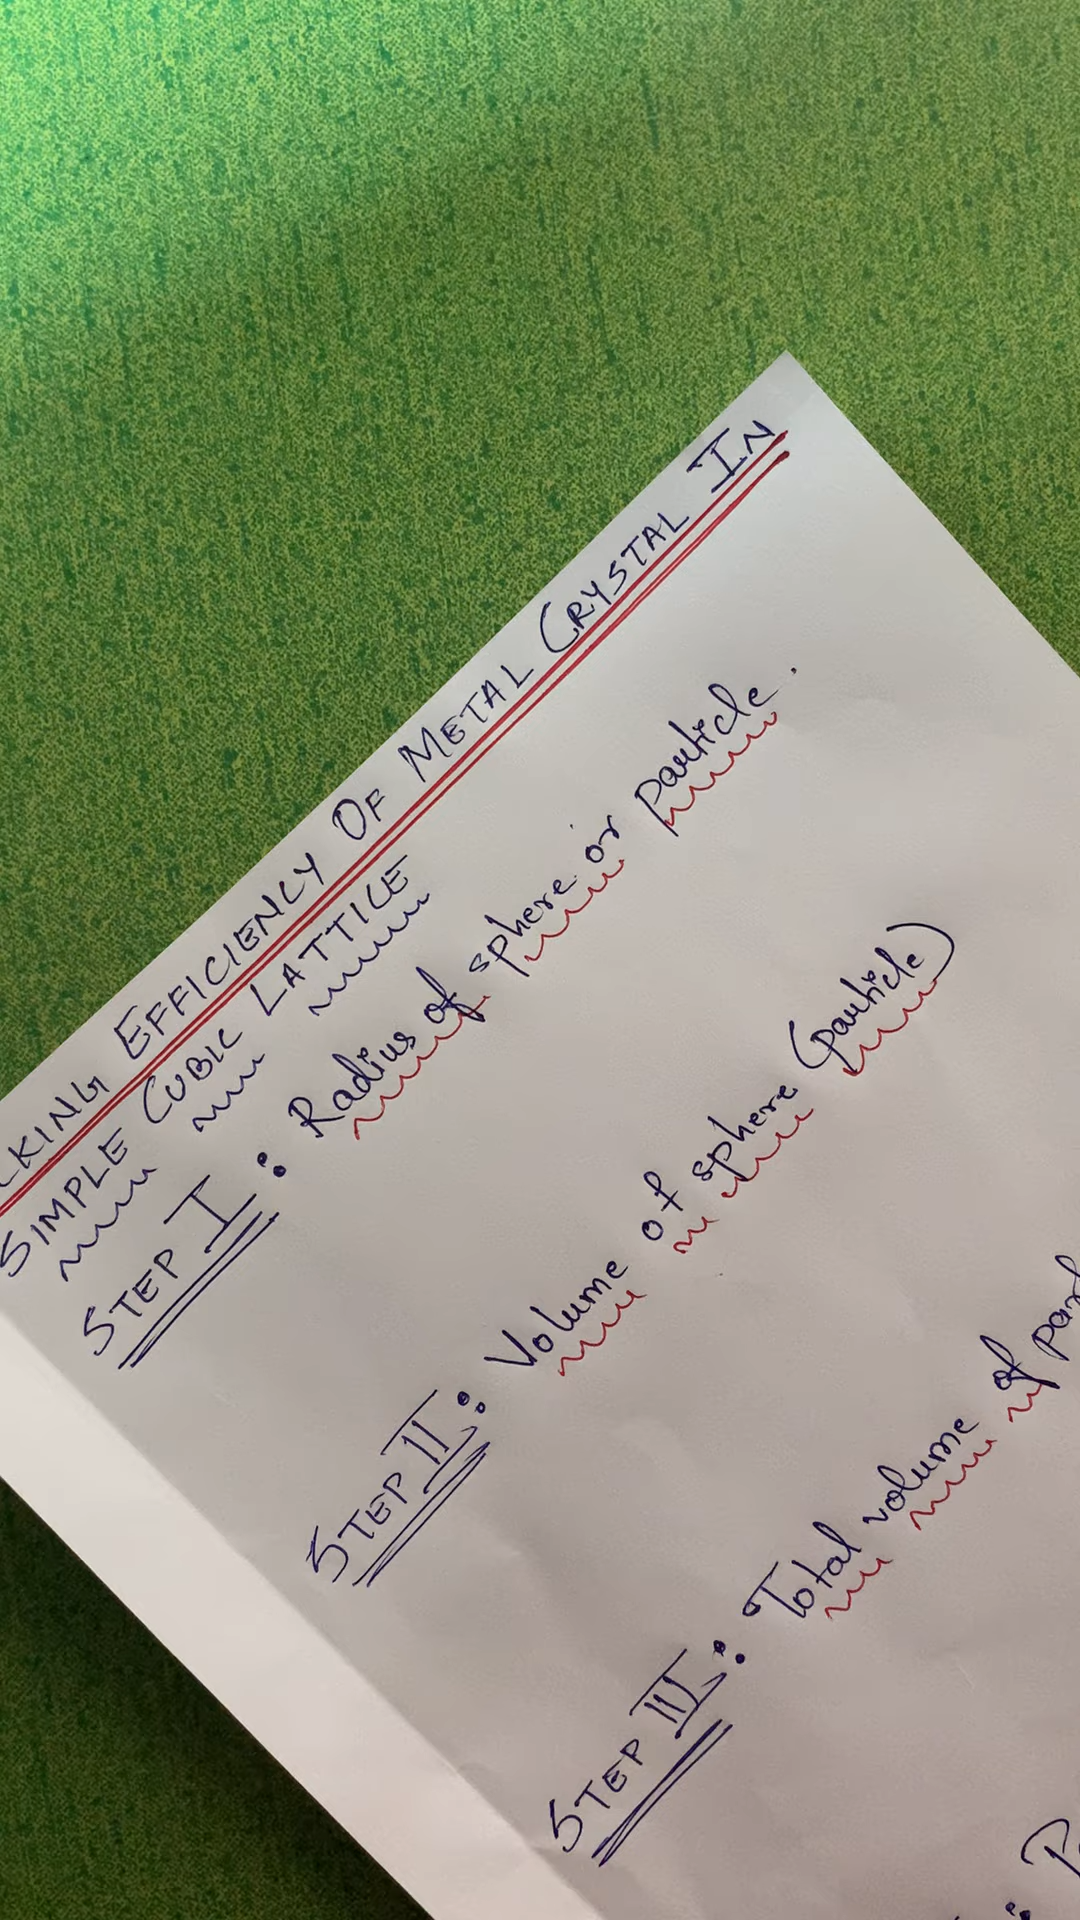 EFFICIENCY OF METAL CRYSTAL IN
SIMPLE CUBIC LATTICE
STEP I : Radius of sphere or particle.
STEP II : Volume of sphere (particle)
STEP III : Total volume of